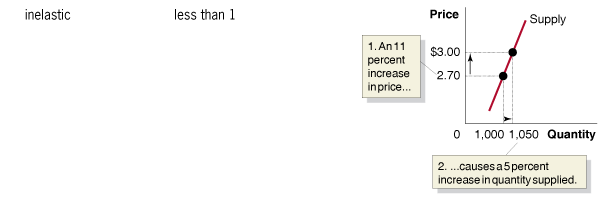 inelastic less than 1
Price
Supply
1. An 11
percent
increase
in price...
$3.00
2.70
0 1,000 1,050 Quantity
2. ...causes a 5 percent
increase in quantity supplied.